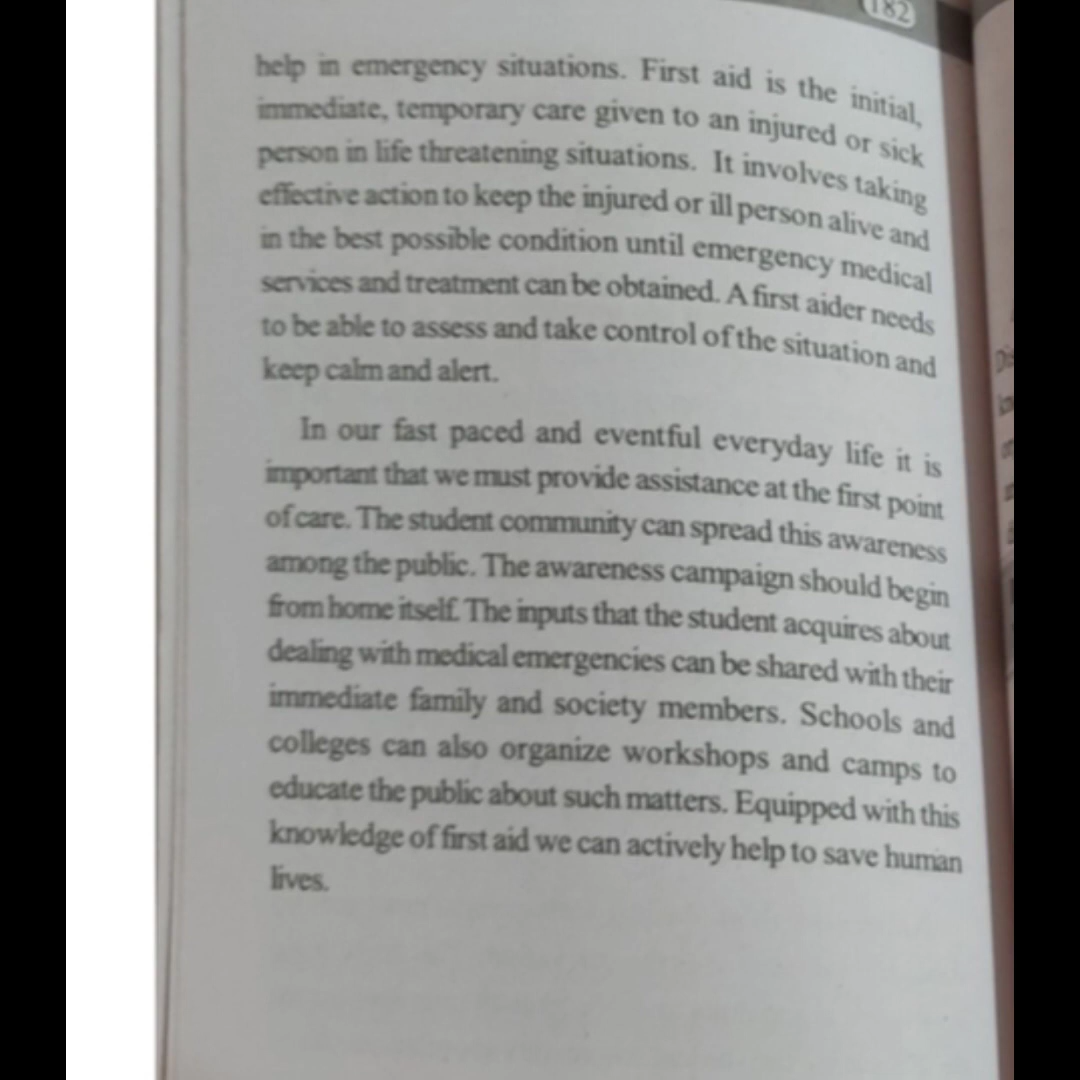 182
help in emergency situations. First aid is the initial,
immediate, temporary care given to an injured or sick
person in life threatening situations. It involves taking
effective action to keep the injured or ill person alive and
in the best possible condition until emergency medical
services and treatment can be obtained. A first aider needs
to be able to assess and take control of the situation and
keep calm and alert.
In our fast paced and eventful everyday life it is
important that we must provide assistance at the first point
of care. The student community can spread this awareness
among the public. The awareness campaign should begin
from home itself. The inputs that the student acquires about
dealing with medical emergencies can be shared with their
immediate family and society members. Schools and
colleges can also organize workshops and camps to
educate the public about such matters. Equipped with this
knowledge of first aid we can actively help to save human
lives.